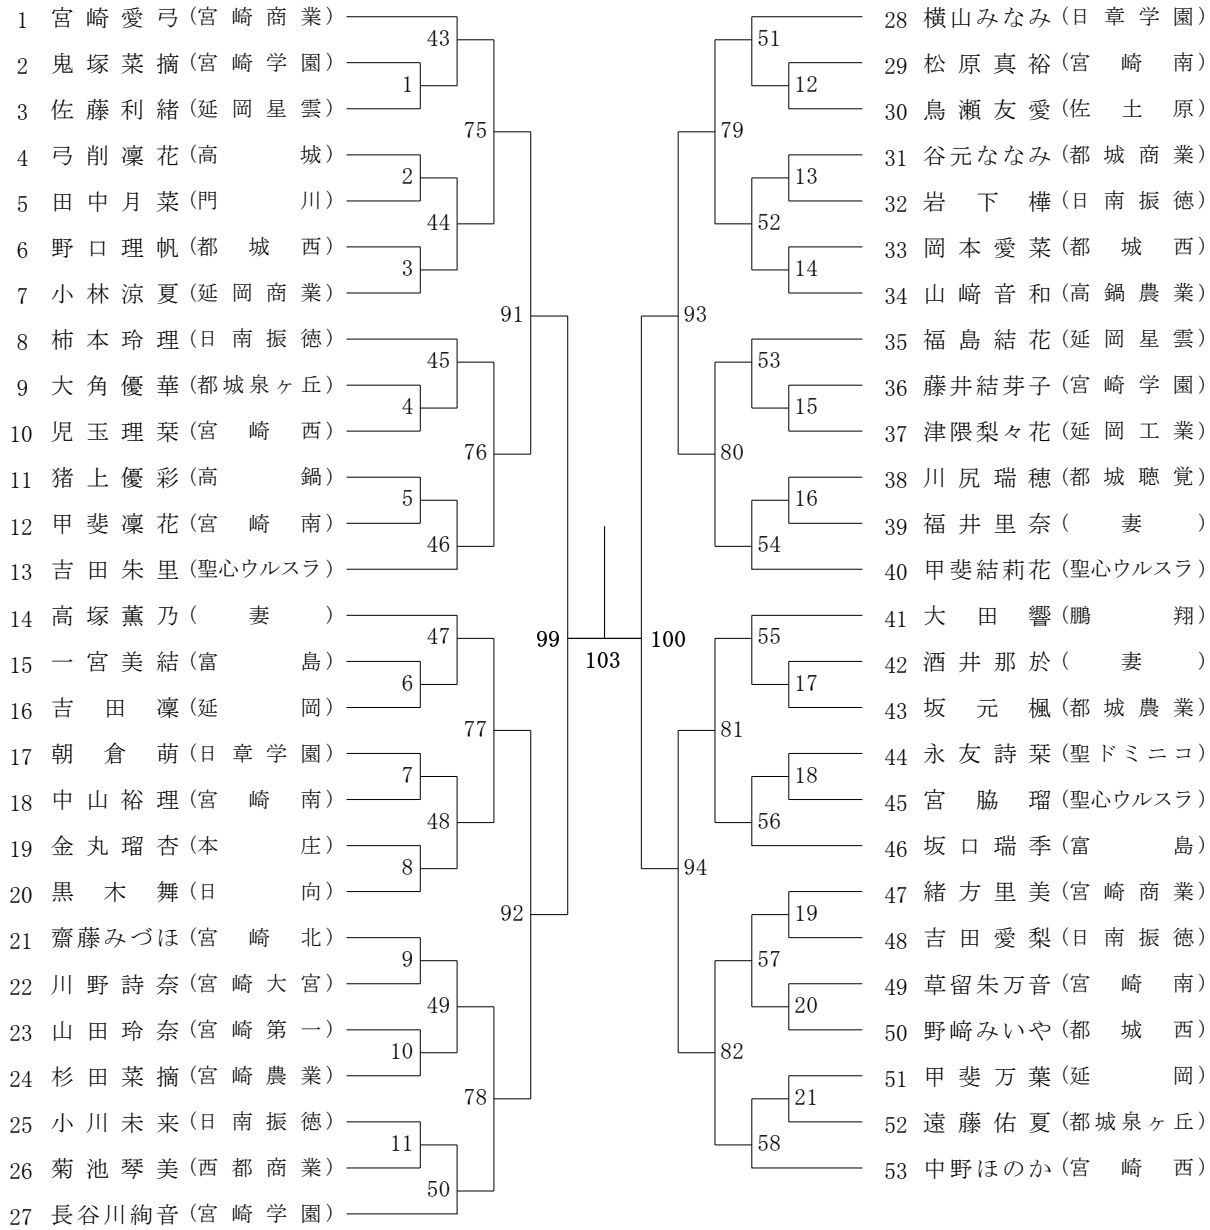 1 宮崎愛弓 (宮崎商業)
2 鬼塚菜摘 (宮崎学園)
3 佐藤利緒 (延岡星雲)
4 弓削凜花 (高城)
5 田中月菜 (門川)
6 野口理帆 (都城西)
7 小林涼夏 (延岡商業)
8 柿本玲理 (日南振徳)
9 大角優華 (都城泉ヶ丘)
10 児玉理栞 (宮崎西)
11 猪上優彩 (高鍋)
12 甲斐凜花 (宮崎南)
13 吉田朱里 (聖心ウルスラ)
14 高塚薫乃 (妻)
15 一宮美結 (富島)
16 吉田凜 (延岡)
17 朝倉萌 (日章学園)
18 中山裕理 (宮崎南)
19 金丸瑠杏 (本庄)
20 黒木舞 (日向)
21 齋藤みづほ (宮崎北)
22 川野詩奈 (宮崎大宮)
23 山田玲奈 (宮崎第一)
24 杉田菜摘 (宮崎農業)
25 小川未来 (日南振徳)
26 菊池琴美 (西都商業)
27 長谷川絢音 (宮崎学園)
43
1
75
2
44
3
91
45
4
76
5
46
99
47
6
77
7
48
8
92
9
49
10
78
11
50
103
51
12
79
13
52
14
93
53
15
80
16
54
100
55
17
81
18
56
94
19
57
20
82
21
58
28 横山みなみ (日章学園)
29 松原真裕 (宮崎南)
30 鳥瀬友愛 (佐土原)
31 谷元ななみ (都城商業)
32 岩下樺 (日南振徳)
33 岡本愛菜 (都城西)
34 山﨑音和 (高鍋農業)
35 福島結花 (延岡星雲)
36 藤井結芽子 (宮崎学園)
37 津隈梨々花 (延岡工業)
38 川尻瑞穂 (都城聴覚)
39 福井里奈 (妻)
40 甲斐結莉花 (聖心ウルスラ)
41 大田響 (鵬翔)
42 酒井那於 (妻)
43 坂元楓 (都城農業)
44 永友詩栞 (聖ドミニコ)
45 宮脇瑠 (聖心ウルスラ)
46 坂口瑞季 (富島)
47 緒方里美 (宮崎商業)
48 吉田愛梨 (日南振徳)
49 草留朱万音 (宮崎南)
50 野﨑みいや (都城西)
51 甲斐万葉 (延岡)
52 遠藤佑夏 (都城泉ヶ丘)
53 中野ほのか (宮崎西)